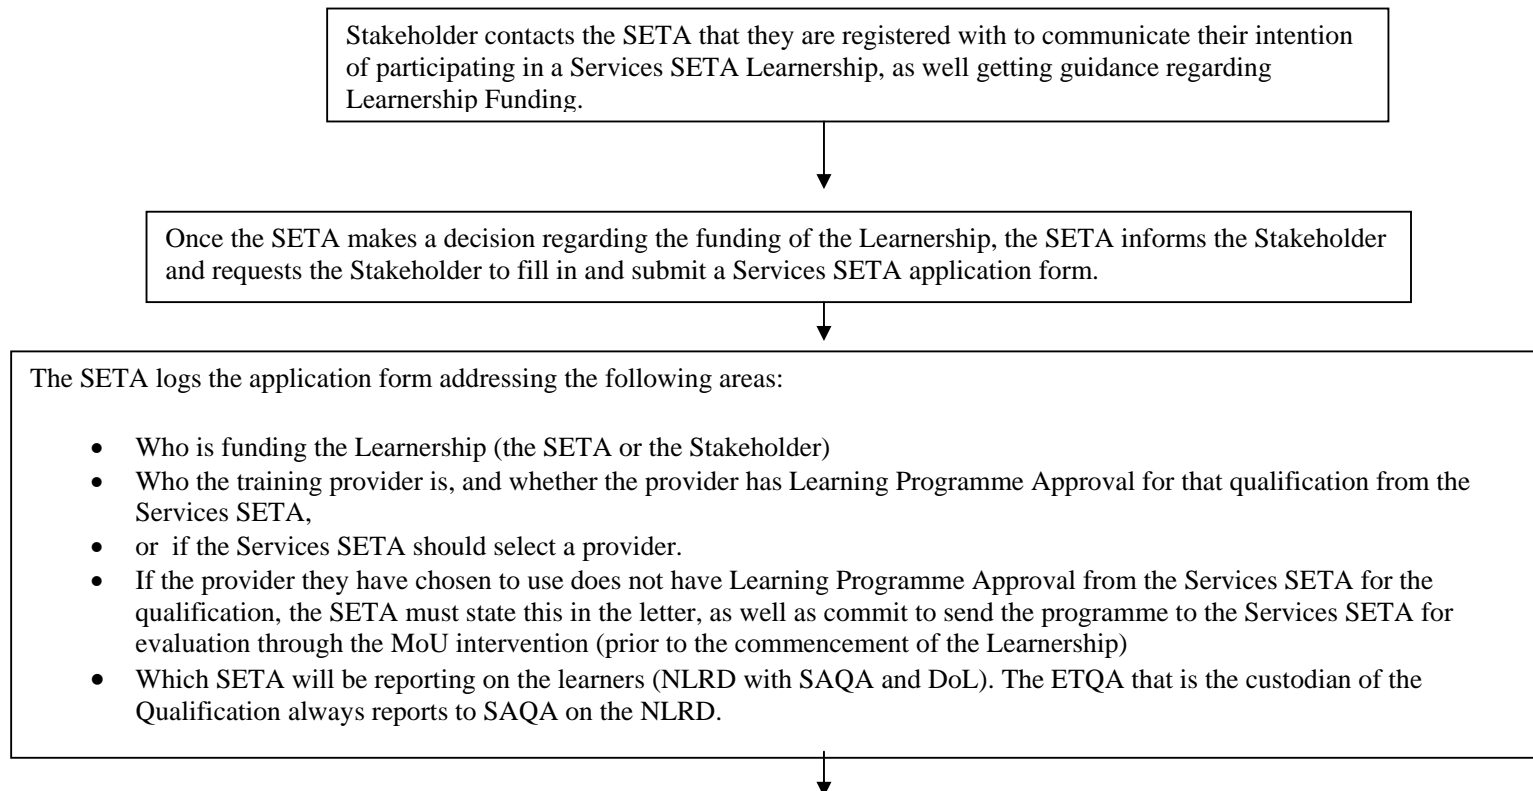 Stakeholder contacts the SETA that they are registered with to communicate their intention
of participating in a Services SETA Learnership, as well getting guidance regarding
Learnership Funding.
Once the SETA makes a decision regarding the funding of the Learnership, the SETA informs the Stakeholder
and requests the Stakeholder to fill in and submit a Services SETA application form.
The SETA logs the application form addressing the following areas:
• Who is funding the Learnership (the SETA or the Stakeholder)
• Who the training provider is, and whether the provider has Learning Programme Approval for that qualification from the
Services SETA,
• or if the Services SETA should select a provider.
• If the provider they have chosen to use does not have Learning Programme Approval from the Services SETA for the
qualification, the SETA must state this in the letter, as well as commit to send the programme to the Services SETA for
evaluation through the MoU intervention (prior to the commencement of the Learnership)
• Which SETA will be reporting on the learners (NLRD with SAQA and DoL). The ETQA that is the custodian of the
Qualification always reports to SAQA on the NLRD.